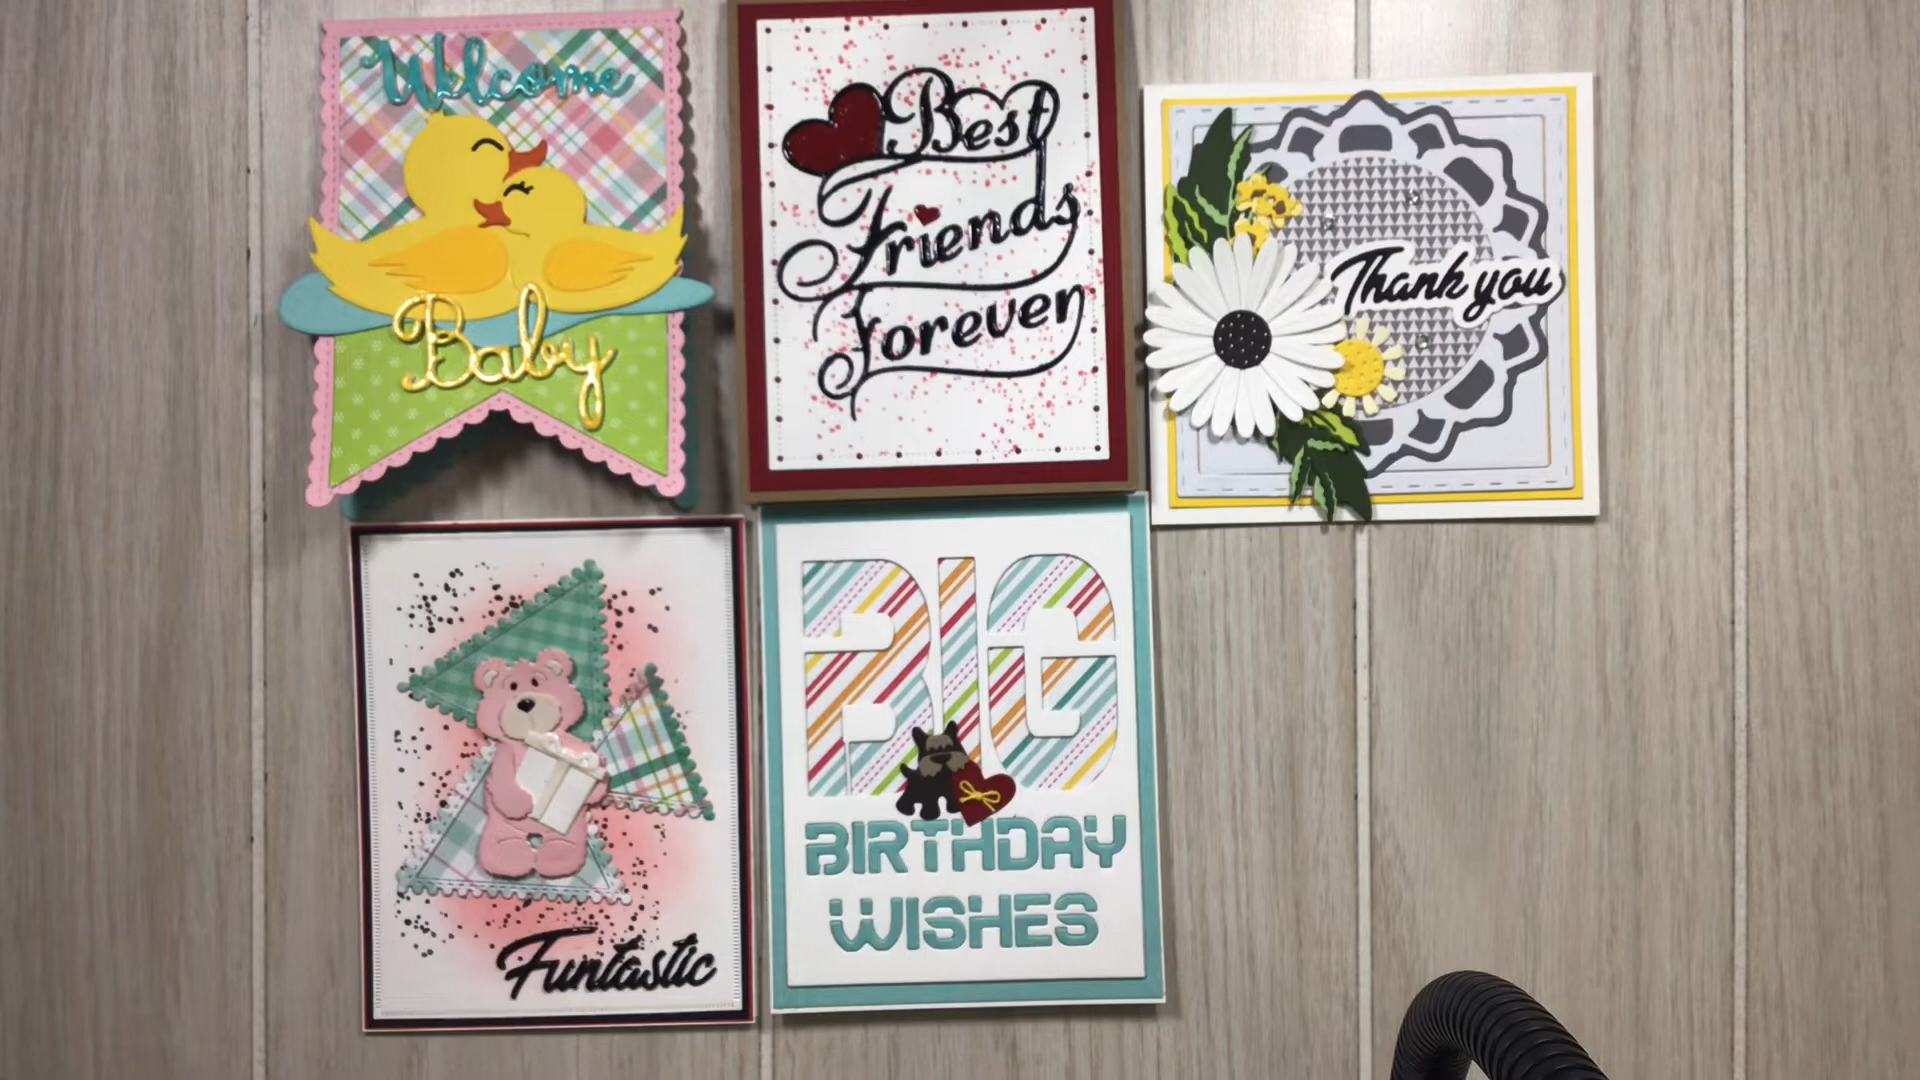 Welcome
Baby
Best
Friends
Forever
Thank you
Funtastic
BIG
BIRTHDAY
WISHES